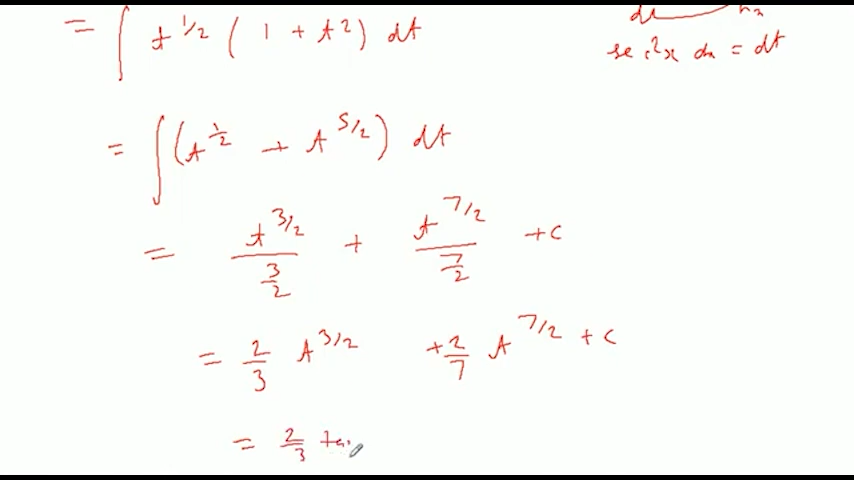 = ∫ t^{1/2} ( 1 + t^2 ) dt
sec^2x dx = dt
= ∫ (t^{1/2} + t^{5/2}) dt
= t^{3/2} / (3/2) + t^{7/2} / (7/2) + c
= 2/3 t^{3/2} + 2/7 t^{7/2} + c
= 2/3 tan